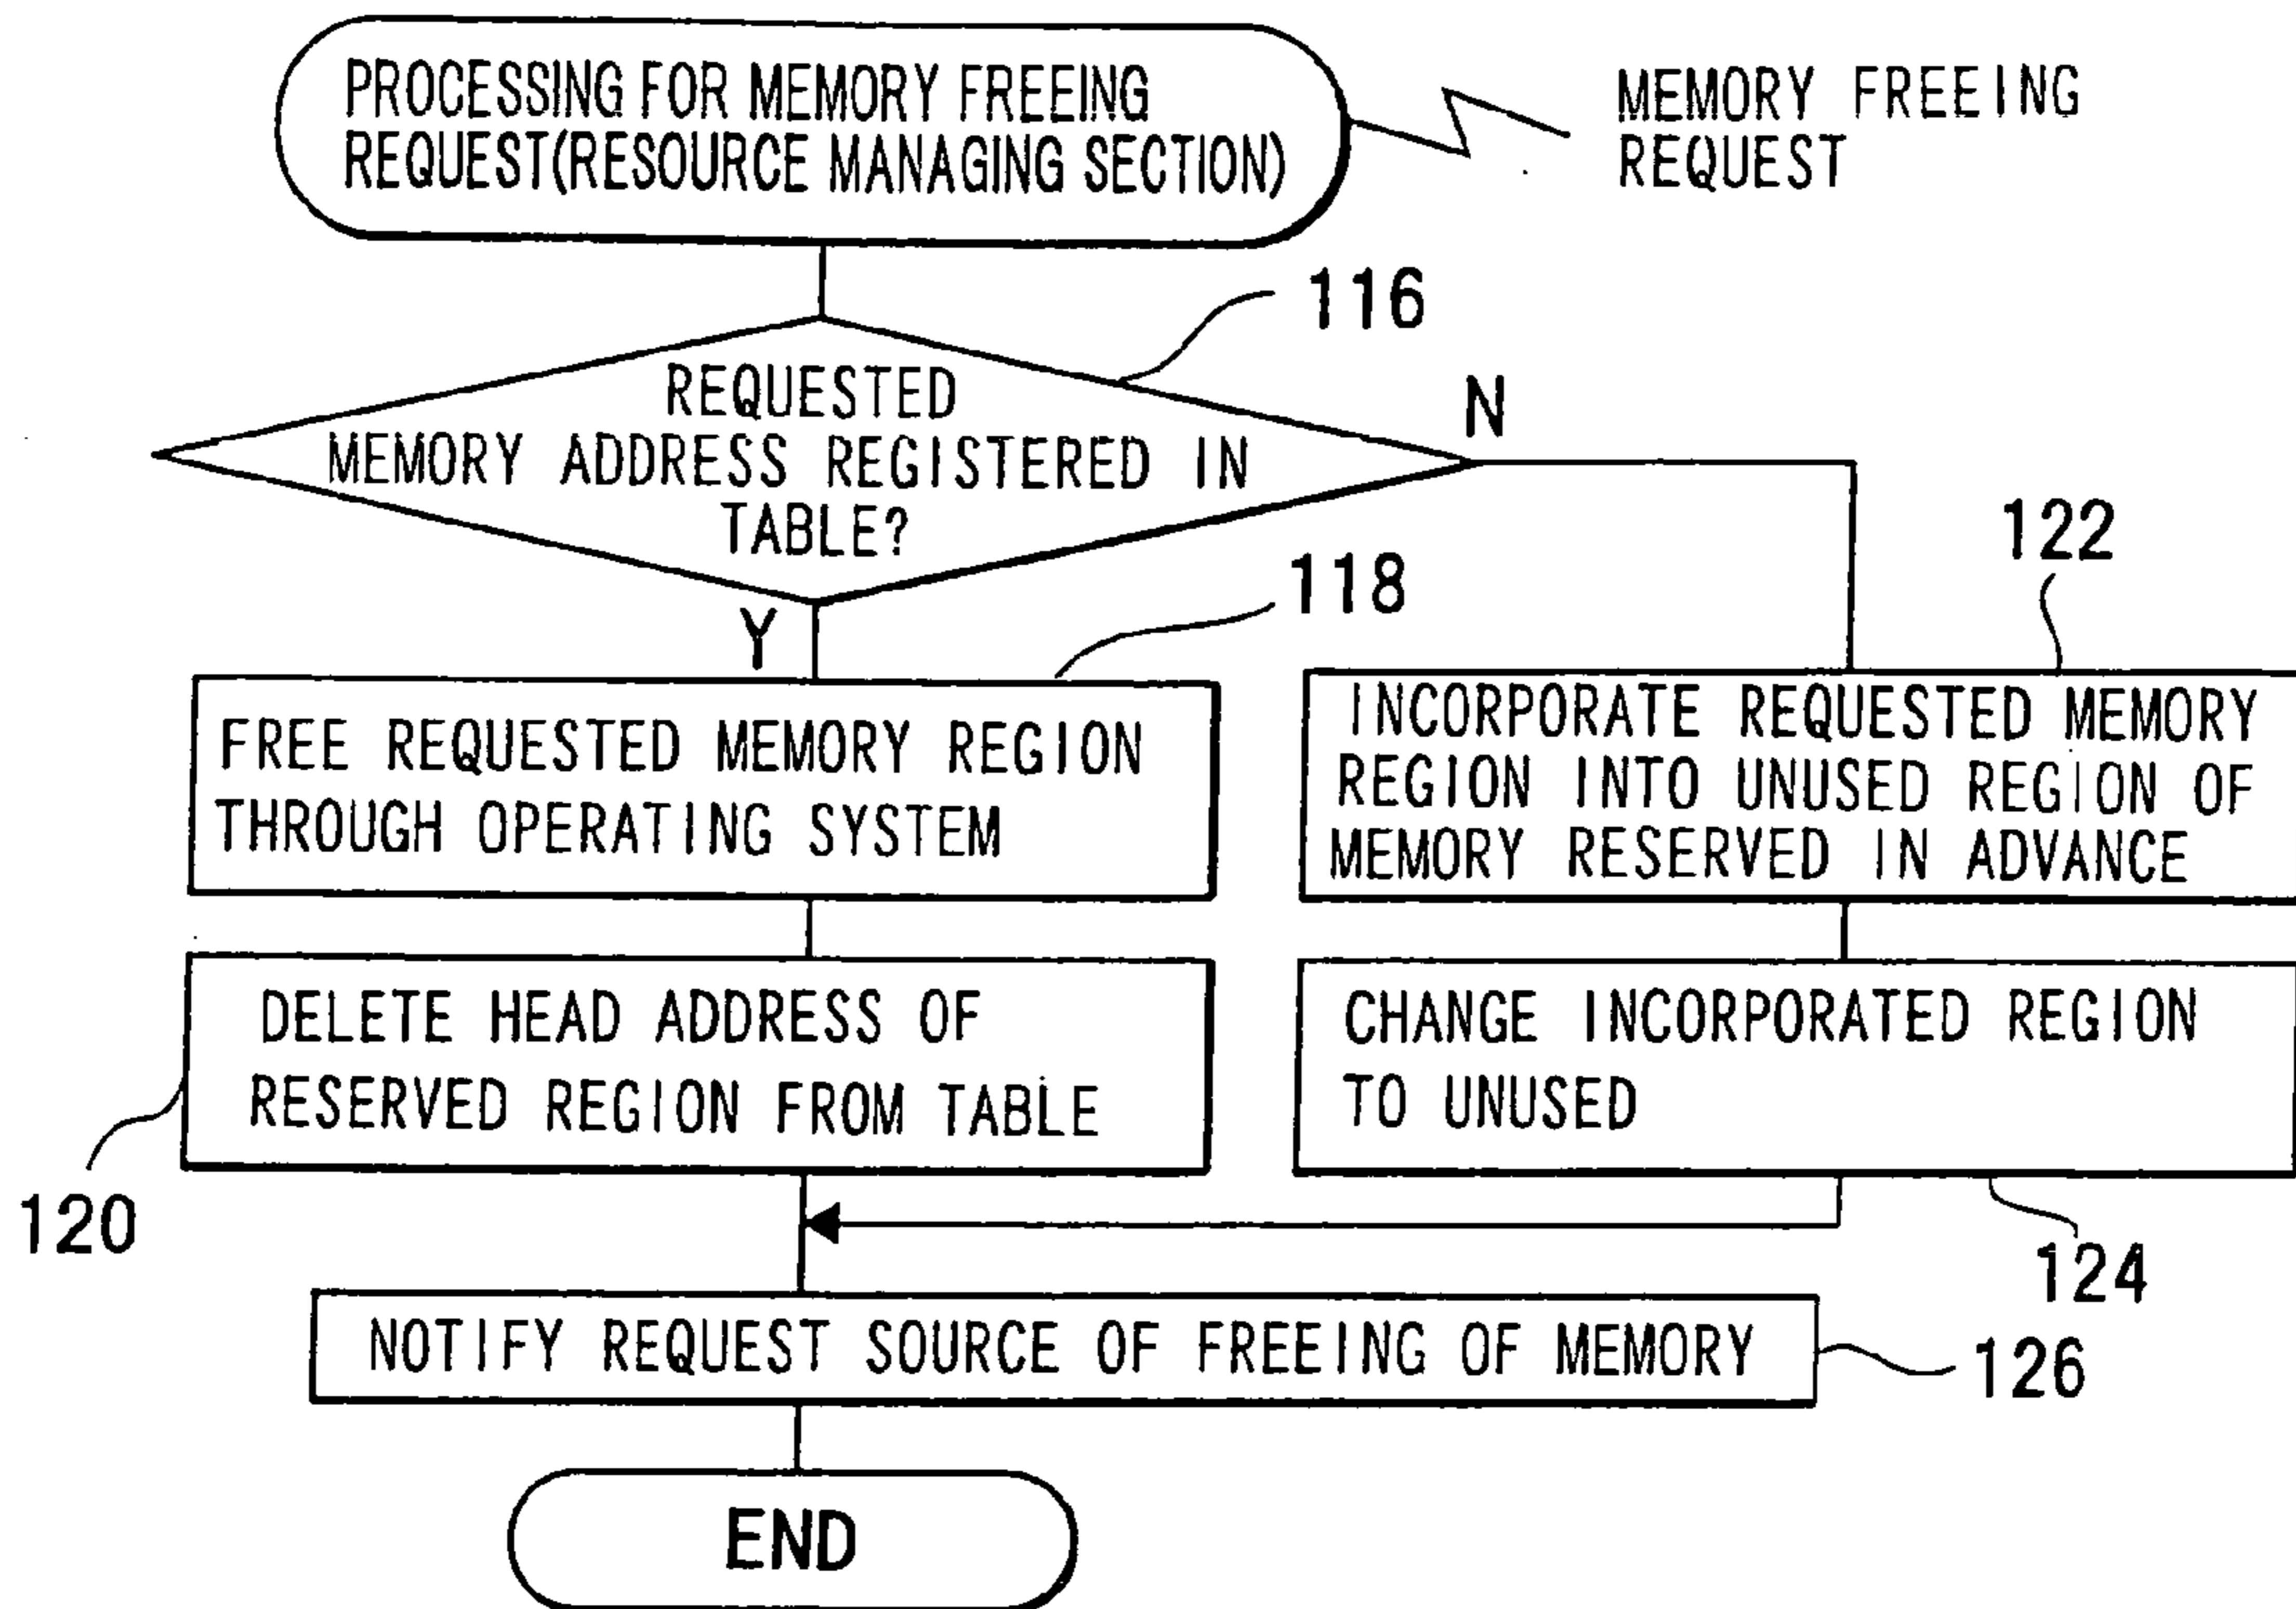 PROCESSING FOR MEMORY FREEING
REQUEST(RESOURCE MANAGING SECTION)
MEMORY FREEING
REQUEST
116
REQUESTED
MEMORY ADDRESS REGISTERED IN
TABLE?
N
Y
118
122
FREE REQUESTED MEMORY REGION
THROUGH OPERATING SYSTEM
INCORPORATE REQUESTED MEMORY
REGION INTO UNUSED REGION OF
MEMORY RESERVED IN ADVANCE
DELETE HEAD ADDRESS OF
RESERVED REGION FROM TABLE
120
CHANGE INCORPORATED REGION
TO UNUSED
124
NOTIFY REQUEST SOURCE OF FREEING OF MEMORY
126
END